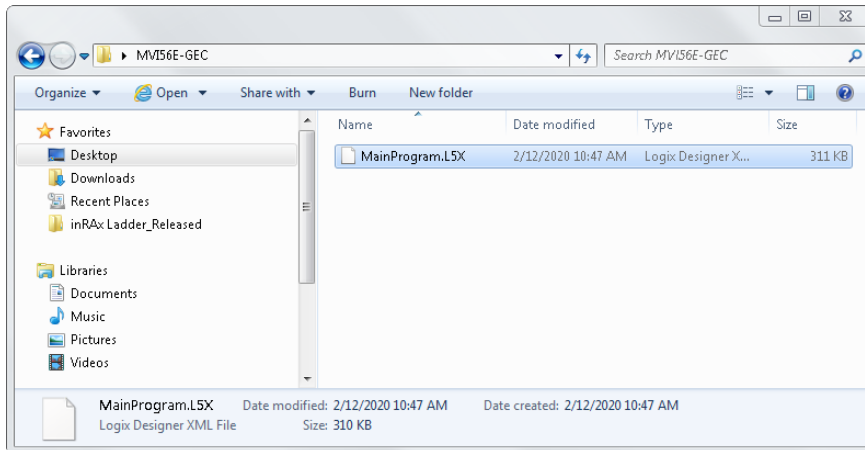 MVI56E-GEC
Search MVI56E-GEC
Organize Open Share with Burn New folder
Favorites
Desktop
Downloads
Recent Places
inRAx Ladder_Released
Libraries
Documents
Music
Pictures
Videos
Name Date modified Type Size
MainProgram.L5X 2/12/2020 10:47 AM Logix Designer X... 311 KB
MainProgram.L5X Date modified: 2/12/2020 10:47 AM Date created: 2/12/2020 10:47 AM
Logix Designer XML File Size: 310 KB